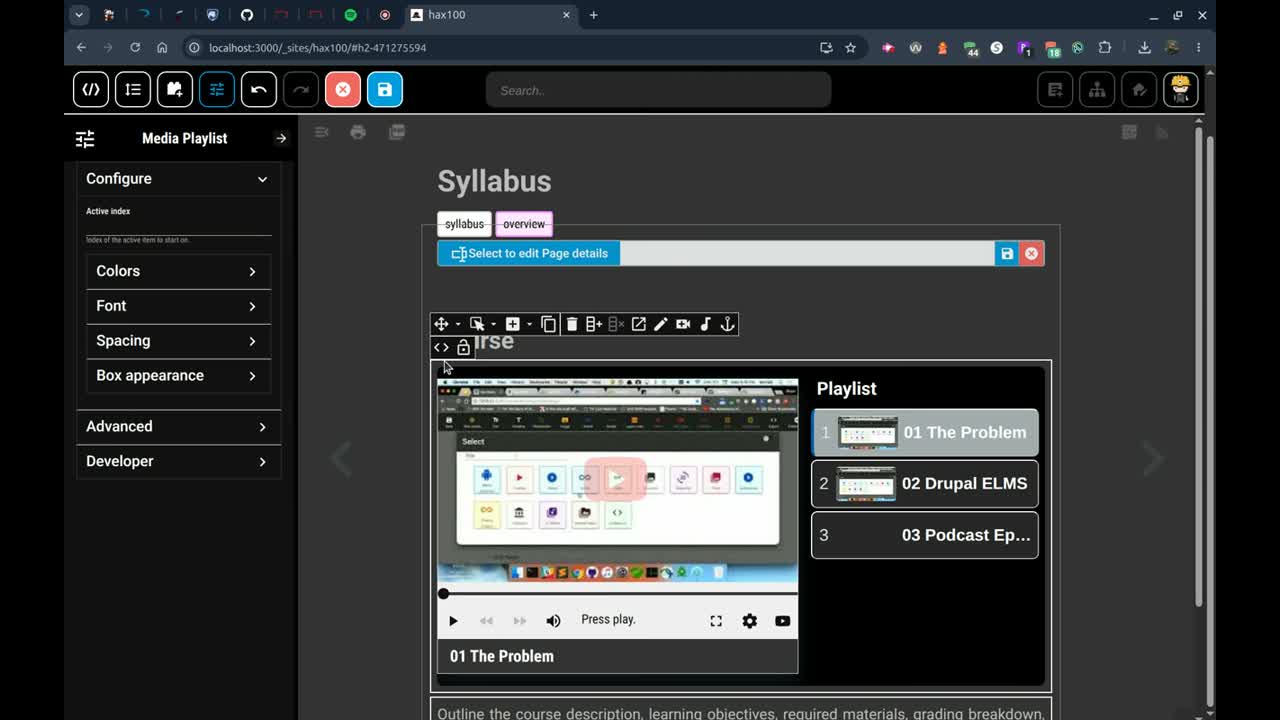 hax100
localhost:3000/_sites/hax100/#h2-471275594
44
1
18
Search..
Media Playlist
Configure
Active index
Index of the active item to start on.
Colors
Font
Spacing
Box appearance
Advanced
Developer
Syllabus
syllabus
overview
Select to edit Page details
rse
Select
Playlist
1 01 The Problem
2 02 Drupal ELMS
3 03 Podcast Ep…
Press play.
01 The Problem
Outline the course description, learning objectives, required materials, grading breakdown,